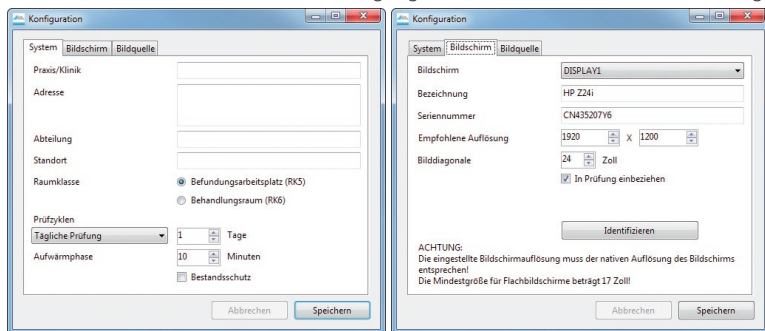 Konfiguration
System Bildschirm Bildquelle
Praxis/Klinik
Adresse
Abteilung
Standort
Raumklasse Befundungsarbeitsplatz (RK5)
Behandlungsraum (RK6)
Prüfzyklen
Tägliche Prüfung 1 Tage
Aufwärmphase 10 Minuten
Bestandsschutz
Abbrechen Speichern
Konfiguration
System Bildschirm Bildquelle
Bildschirm DISPLAY1
Bezeichnung HP Z24i
Seriennummer CN435207Y6
Empfohlene Auflösung 1920 X 1200
Bilddiagonale 24 Zoll
In Prüfung einbeziehen
Identifizieren
ACHTUNG:
Die eingestellte Bildschirmauflösung muss der nativen Auflösung des Bildschirms
entsprechen!
Die Mindestgröße für Flachbildschirme beträgt 17 Zoll!
Abbrechen Speichern